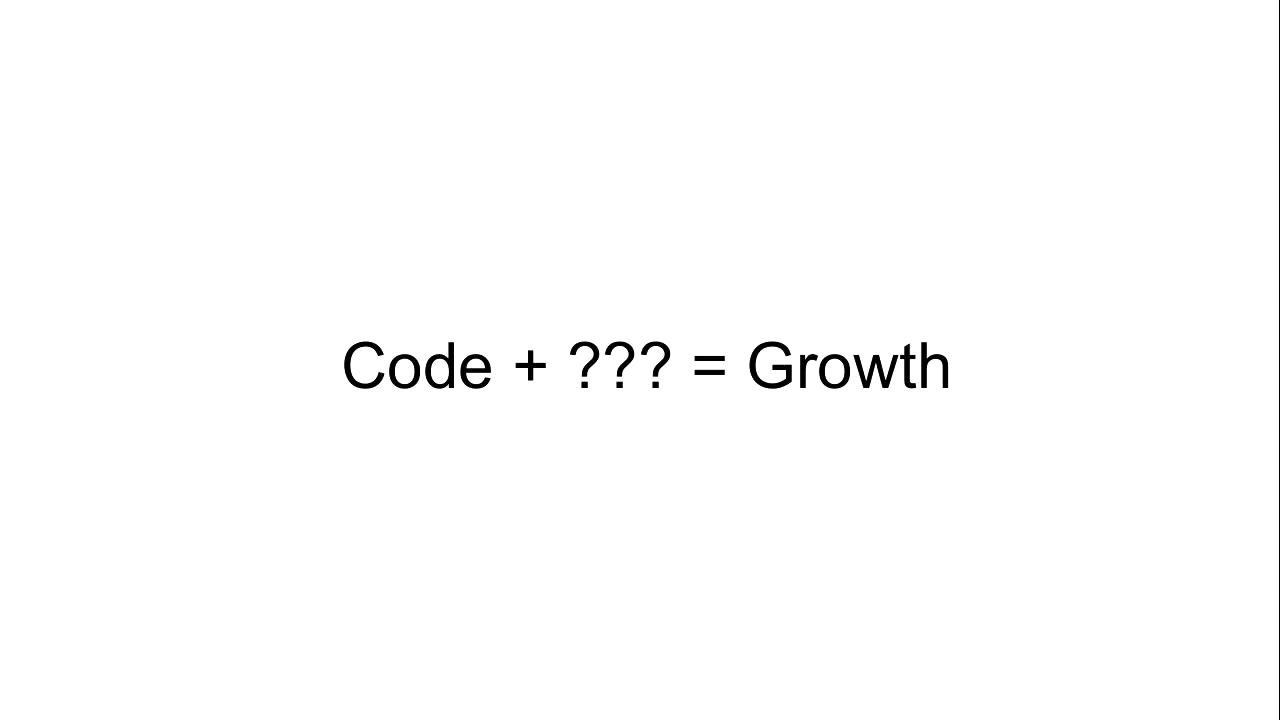 Code + ??? = Growth